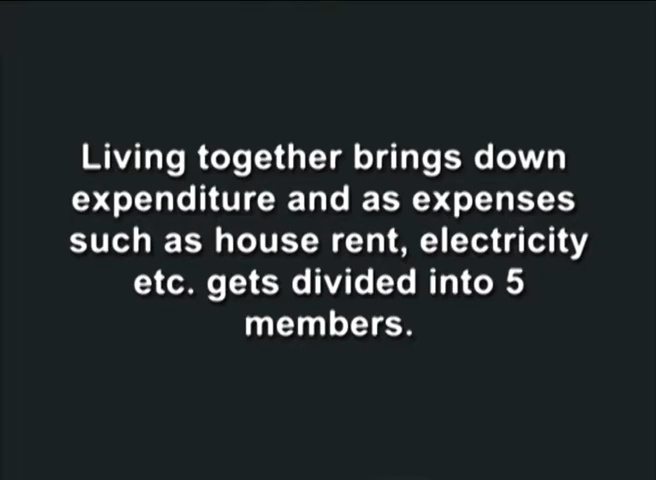 Living together brings down
expenditure and as expenses
such as house rent, electricity
etc. gets divided into 5
members.